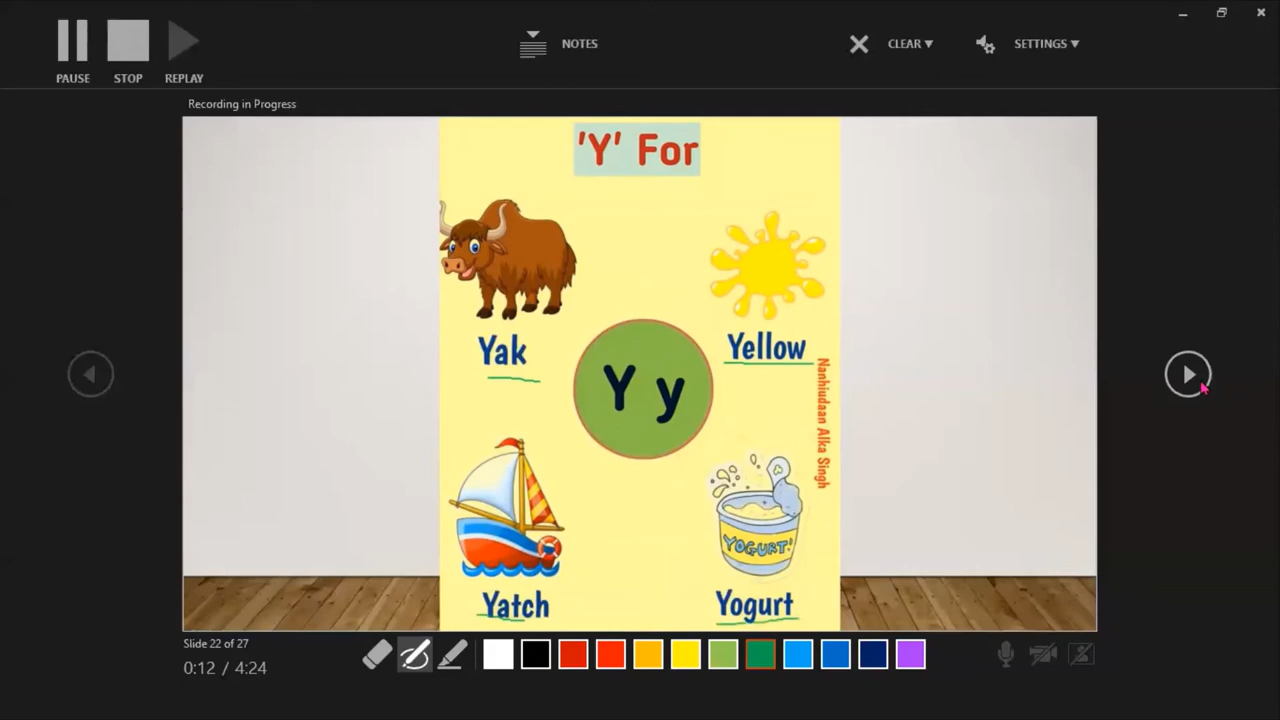 PAUSE
STOP
REPLAY
NOTES
CLEAR
SETTINGS
Recording in Progress
'Y' For
Yak
Yellow
Y y
Nanhiudaan Alka Singh
YOGURT!
Yatch
Yogurt
Slide 22 of 27
0:12 / 4:24